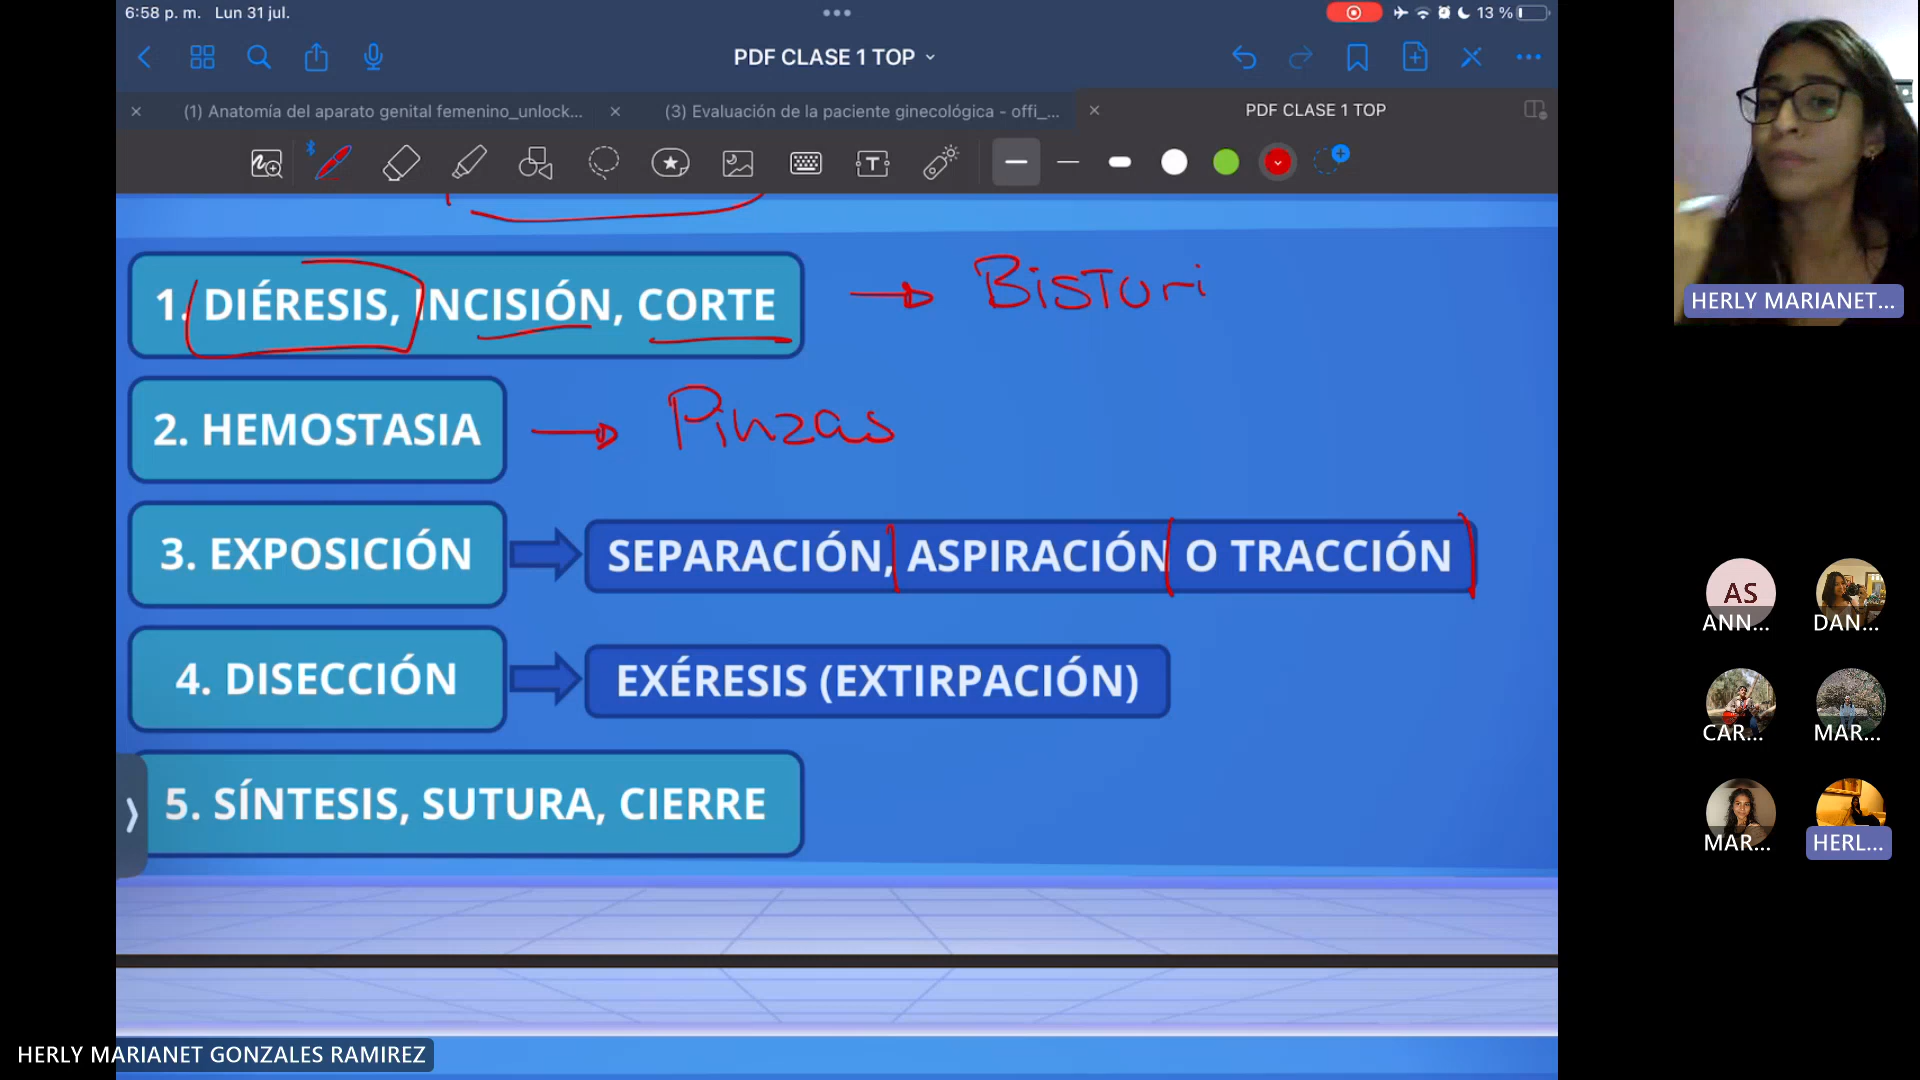 6:58 p. m. Lun 31 jul.
13 %
PDF CLASE 1 TOP
(1) Anatomía del aparato genital femenino_unlock...
(3) Evaluación de la paciente ginecológica - offi_...
PDF CLASE 1 TOP
1. DIÉRESIS, INCISIÓN, CORTE
Bisturi
2. HEMOSTASIA
Pinzas
3. EXPOSICIÓN
SEPARACIÓN, ASPIRACIÓN O TRACCIÓN
4. DISECCIÓN
EXÉRESIS (EXTIRPACIÓN)
5. SÍNTESIS, SUTURA, CIERRE
HERLY MARIANET GONZALES RAMIREZ
HERLY MARIANET...
AS
ANN...
DAN...
CAR...
MAR...
MAR...
HERL...